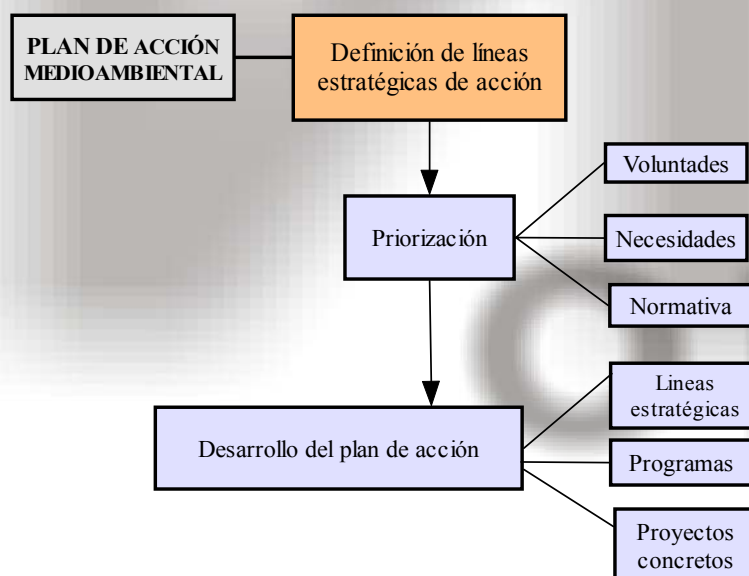 PLAN DE ACCIÓN
MEDIOAMBIENTAL
Definición de líneas
estratégicas de acción
Priorización
Voluntades
Necesidades
Normativa
Desarrollo del plan de acción
Lineas
estratégicas
Programas
Proyectos
concretos